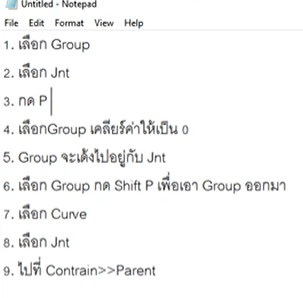 Untitled - Notepad
File Edit Format View Help
1. เลือก Group
2. เลือก Jnt
3. กด P
4. เลือกGroup เคลียร์ค่าให้เป็น 0
5. Group จะเด้งไปอยู่กับ Jnt
6. เลือก Group กด Shift P เพื่อเอา Group ออกมา
7. เลือก Curve
8. เลือก Jnt
9. ไปที่ Contrain>>Parent